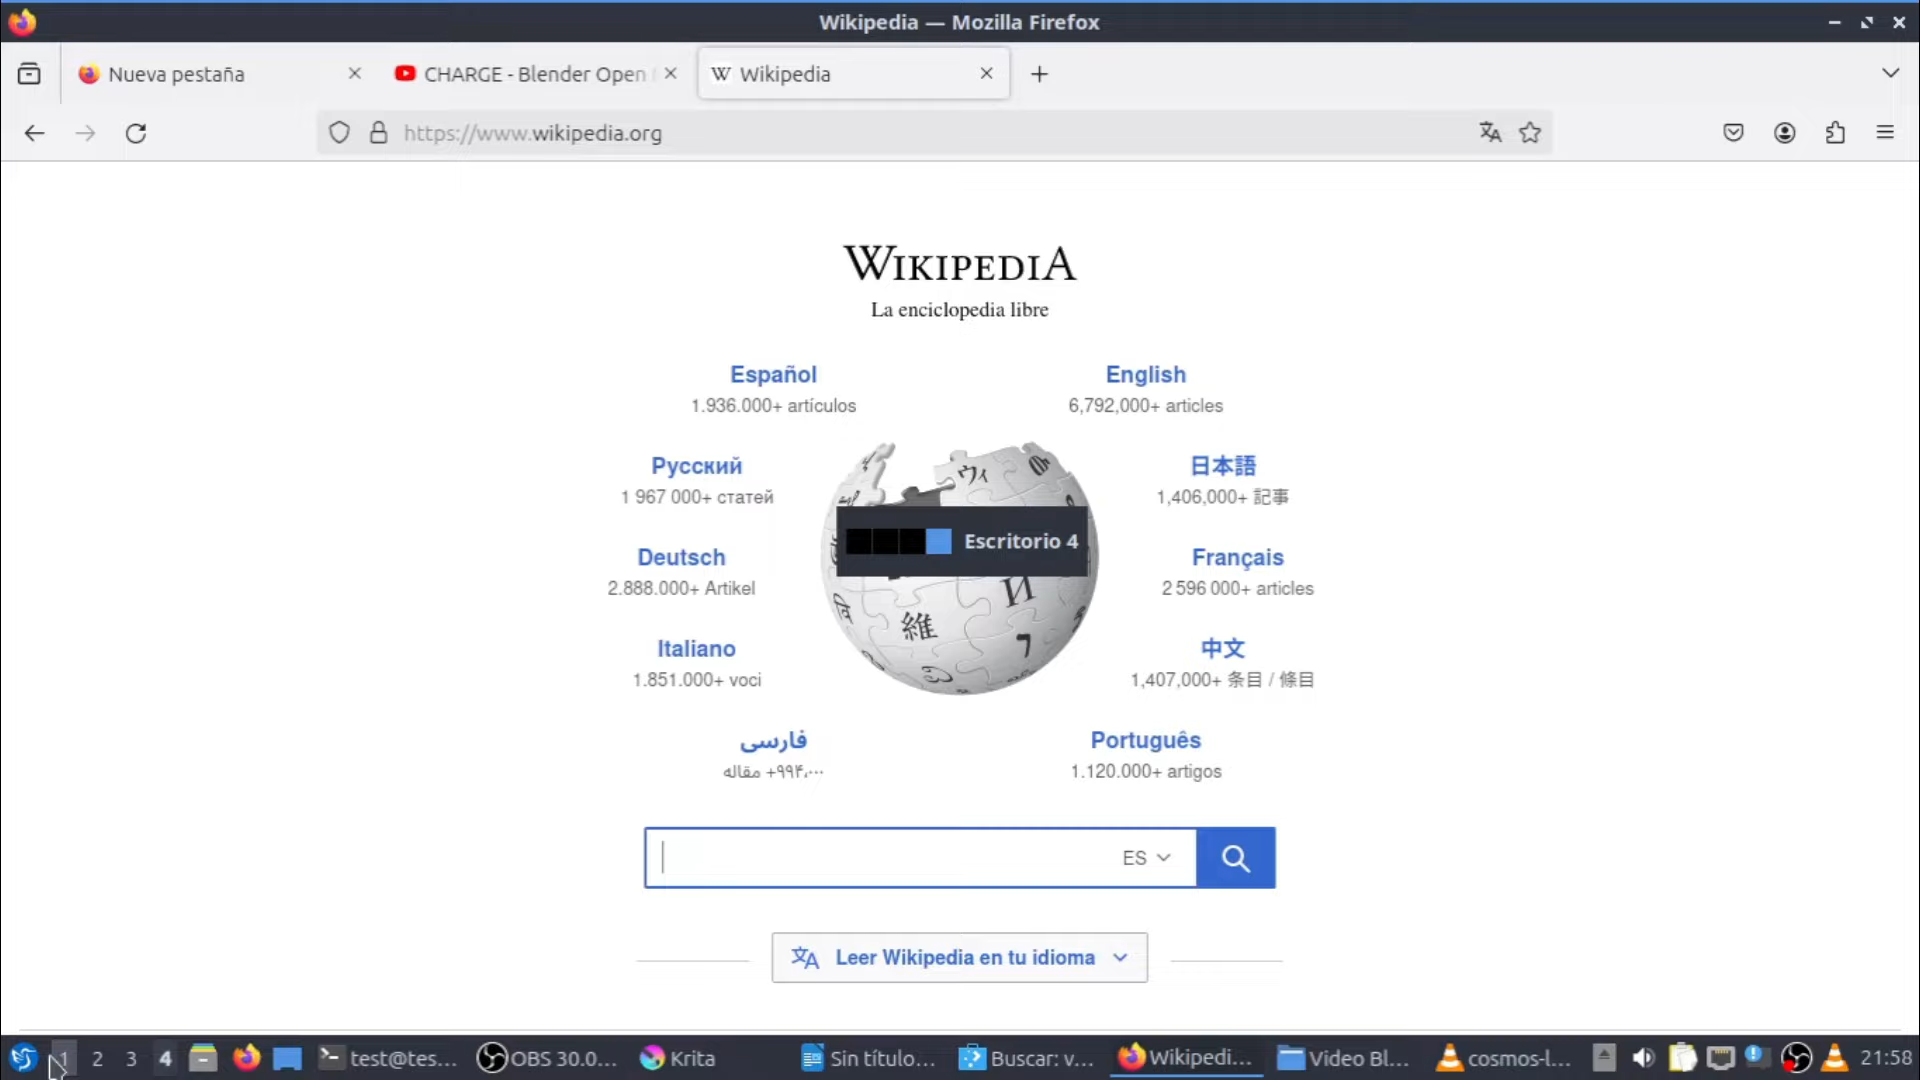 Wikipedia — Mozilla Firefox
Nueva pestaña
CHARGE - Blender Open
W Wikipedia
https://www.wikipedia.org
WIKIPEDIA
La enciclopedia libre
Español
1.936.000+ artículos
English
6,792,000+ articles
Русский
1 967 000+ статей
日本語
1,406,000+ 記事
Deutsch
2.888.000+ Artikel
Escritorio 4
Français
2 596 000+ articles
Italiano
1.851.000+ voci
中文
1,407,000+ 条目 / 條目
فارسی
۹۹۴٬۰۰۰+ مقاله
Português
1.120.000+ artigos
ES
Leer Wikipedia en tu idioma
1 2 3 4 test@tes... OBS 30.0... Krita Sin título... Buscar: v... Wikipedi... Video Bl... cosmos-l... 21:58